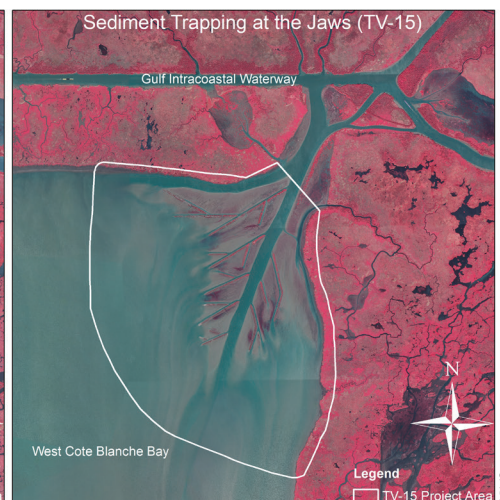 Sediment Trapping at the Jaws (TV-15)
Gulf Intracoastal Waterway
N
West Cote Blanche Bay
Legend
TV-15 Project Area